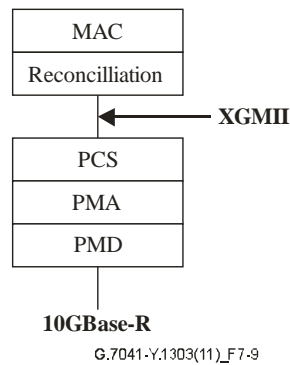 MAC
Reconcilliation
XGMII
PCS
PMA
PMD
10GBase-R
G.7041-Y.1303(11)_F7-9